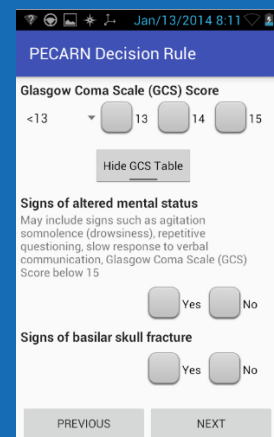 Jan/13/2014 8:11
PECARN Decision Rule
Glasgow Coma Scale (GCS) Score
<13 13 14 15
Hide GCS Table
Signs of altered mental status
May include signs such as agitation
somnolence (drowsiness), repetitive
questioning, slow response to verbal
communication, Glasgow Coma Scale (GCS)
Score below 15
Yes No
Signs of basilar skull fracture
Yes No
PREVIOUS NEXT